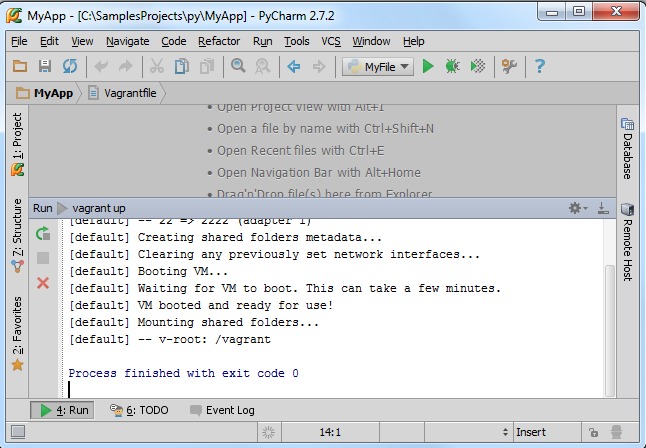 MyApp - [C:\SamplesProjects\py\MyApp] - PyCharm 2.7.2
File Edit View Navigate Code Refactor Run Tools VCS Window Help
MyFile
MyApp Vagrantfile
• Open Project View with Alt+1
• Open a file by name with Ctrl+Shift+N
• Open Recent files with Ctrl+E
• Open Navigation Bar with Alt+Home
• Drag'n'Drop file(s) here from Explorer
1: Project
Z: Structure
2: Favorites
Database
Remote Host
Run vagrant up
[default] -- 22 => 2222 (adapter 1)
[default] Creating shared folders metadata...
[default] Clearing any previously set network interfaces...
[default] Booting VM...
[default] Waiting for VM to boot. This can take a few minutes.
[default] VM booted and ready for use!
[default] Mounting shared folders...
[default] -- v-root: /vagrant
Process finished with exit code 0
4: Run 6: TODO Event Log
14:1 Insert